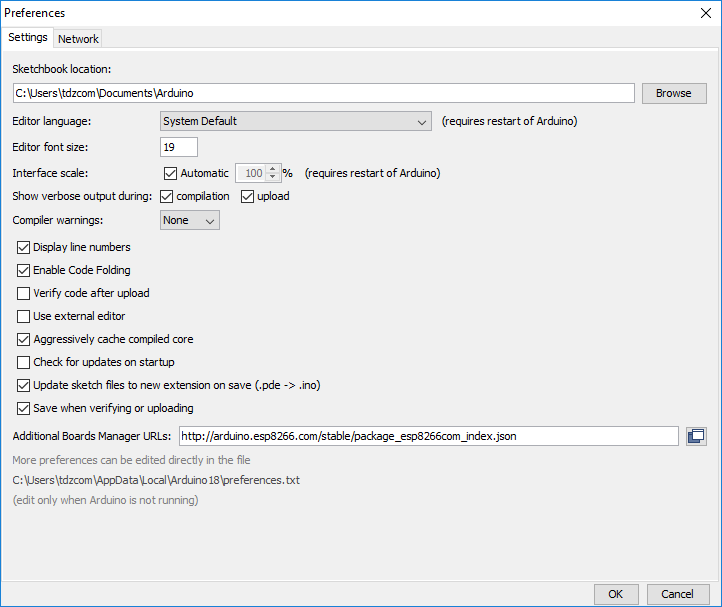 Preferences
Settings Network
Sketchbook location:
C:\Users\tdzcom\Documents\Arduino Browse
Editor language: System Default (requires restart of Arduino)
Editor font size: 19
Interface scale: Automatic 100 % (requires restart of Arduino)
Show verbose output during: compilation upload
Compiler warnings: None
Display line numbers
Enable Code Folding
Verify code after upload
Use external editor
Aggressively cache compiled core
Check for updates on startup
Update sketch files to new extension on save (.pde -> .ino)
Save when verifying or uploading
Additional Boards Manager URLs: http://arduino.esp8266.com/stable/package_esp8266com_index.json
More preferences can be edited directly in the file
C:\Users\tdzcom\AppData\Local\Arduino18\preferences.txt
(edit only when Arduino is not running)
OK Cancel